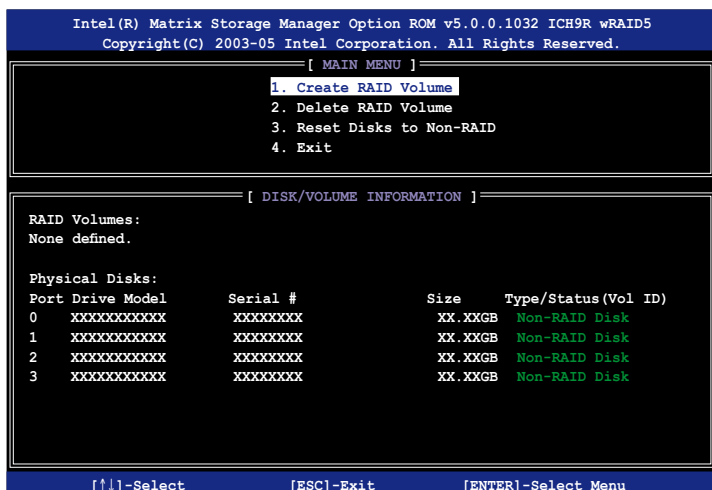 Intel(R) Matrix Storage Manager Option ROM v5.0.0.1032 ICH9R wRAID5
Copyright(C) 2003-05 Intel Corporation. All Rights Reserved.
[ MAIN MENU ]
1. Create RAID Volume
2. Delete RAID Volume
3. Reset Disks to Non-RAID
4. Exit
[ DISK/VOLUME INFORMATION ]
RAID Volumes:
None defined.
Physical Disks:
Port Drive Model Serial # Size Type/Status(Vol ID)
0 XXXXXXXXXXX XXXXXXXX XX.XXGB Non-RAID Disk
1 XXXXXXXXXXX XXXXXXXX XX.XXGB Non-RAID Disk
2 XXXXXXXXXXX XXXXXXXX XX.XXGB Non-RAID Disk
3 XXXXXXXXXXX XXXXXXXX XX.XXGB Non-RAID Disk
[↑↓]-Select [ESC]-Exit [ENTER]-Select Menu